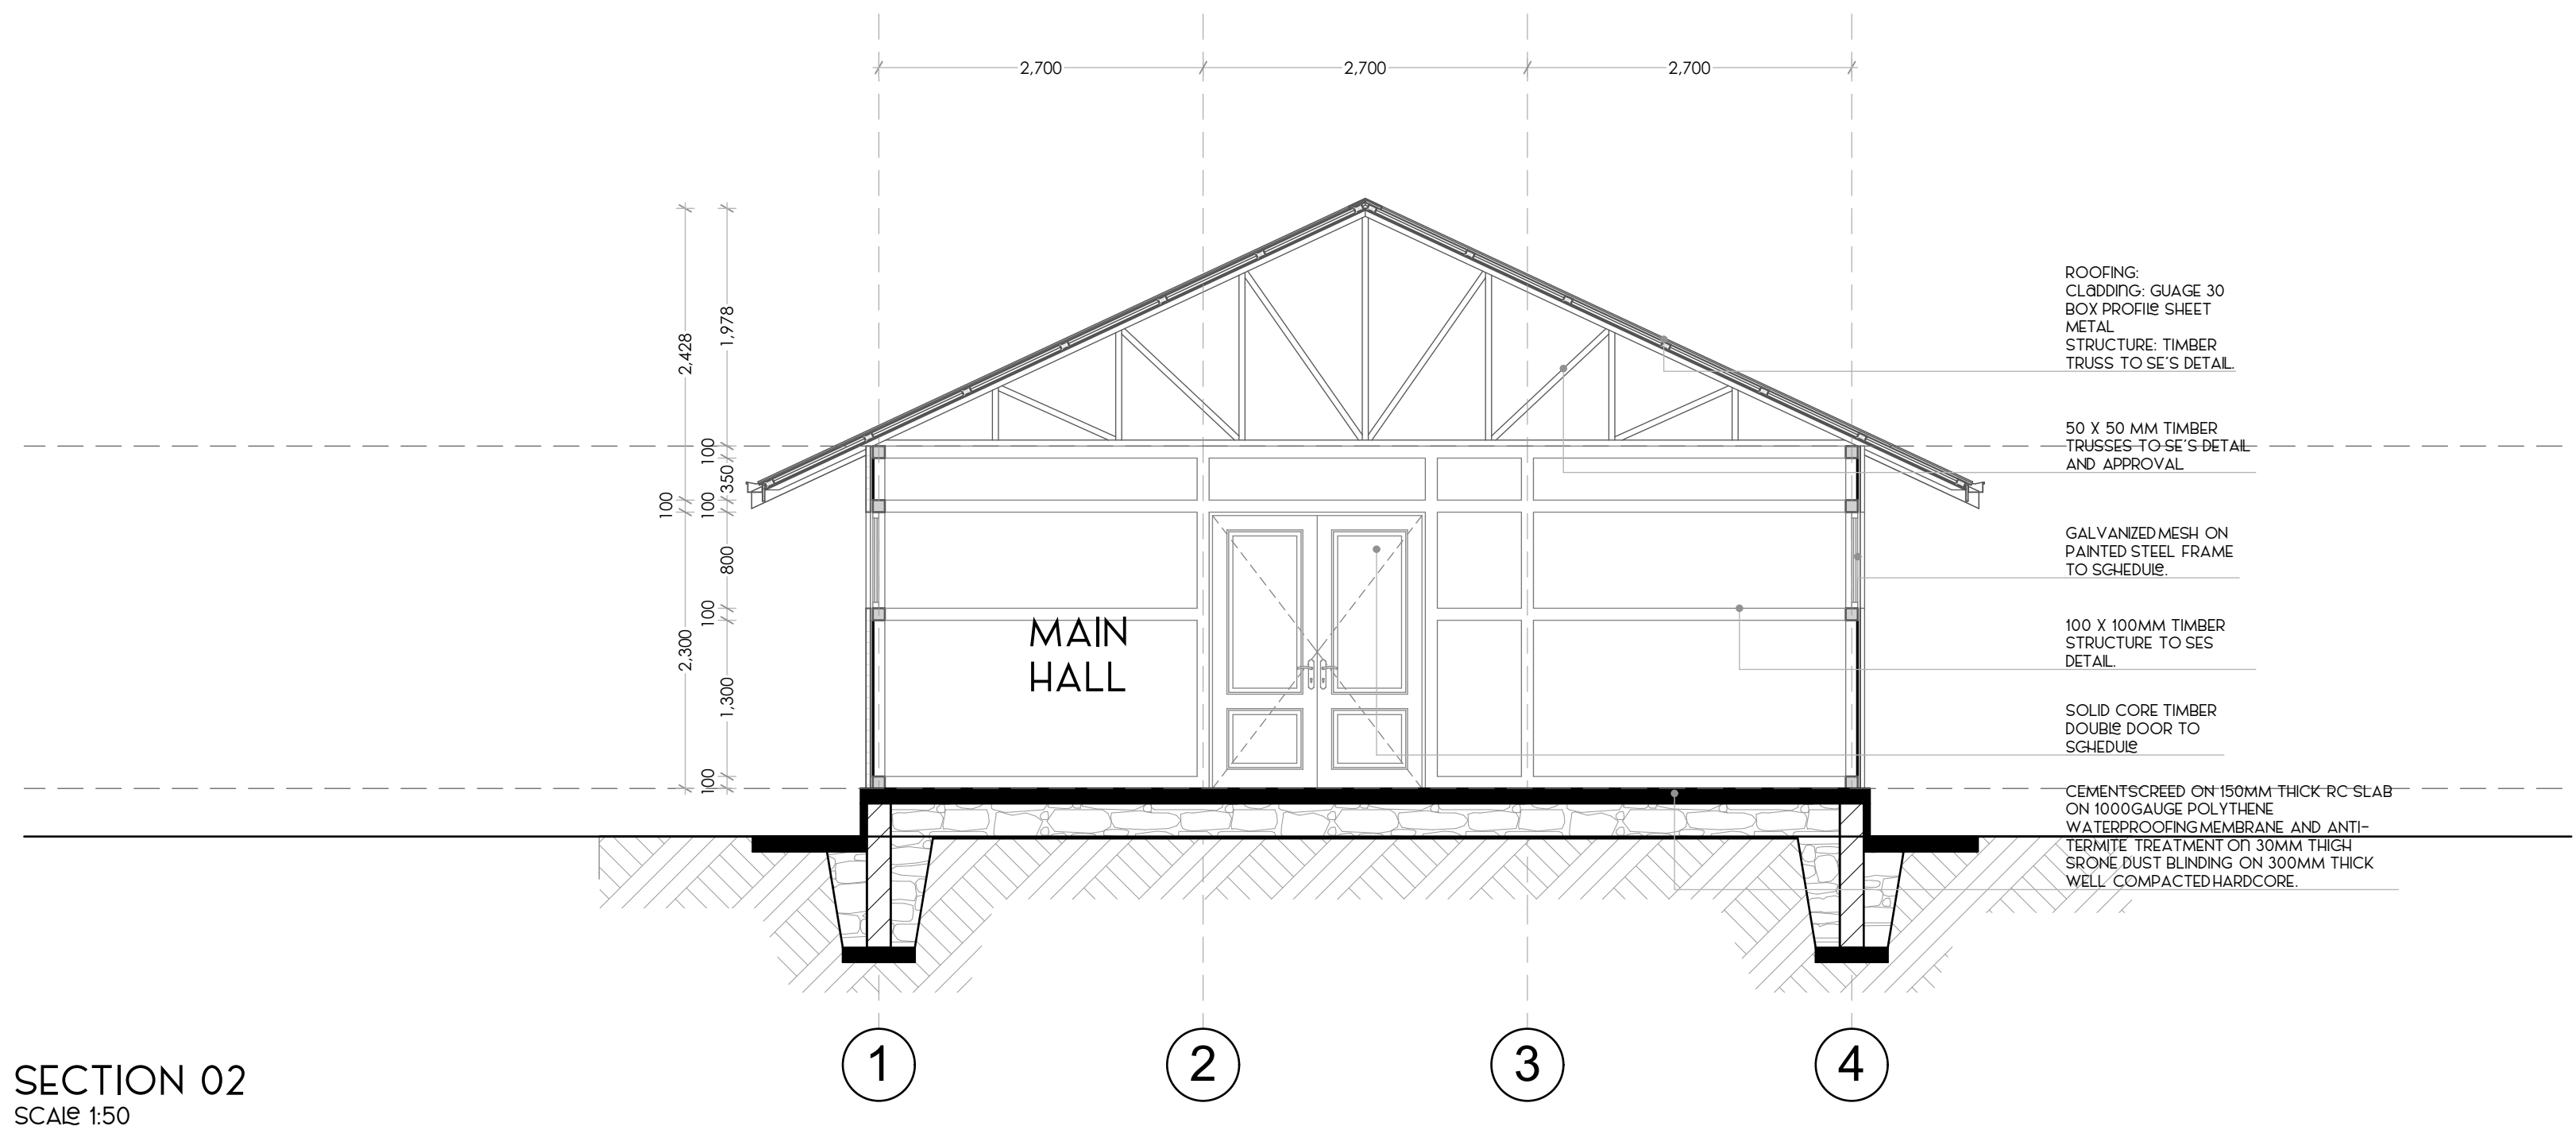 2,700 2,700 2,700
2,428
1,978
100
350
100
100
800
100
2,300
1,300
100
MAIN
HALL
ROOFING:
CLADDING: GUAGE 30
BOX PROFILE SHEET
METAL
STRUCTURE: TIMBER
TRUSS TO SE'S DETAIL.
50 X 50 MM TIMBER
TRUSSES TO SE'S DETAIL
AND APPROVAL
GALVANIZED MESH ON
PAINTED STEEL FRAME
TO SCHEDULE.
100 X 100MM TIMBER
STRUCTURE TO SES
DETAIL.
SOLID CORE TIMBER
DOUBLE DOOR TO
SCHEDULE
CEMENTSCREED ON 150MM THICK RC SLAB
ON 1000GAUGE POLYTHENE
WATERPROOFING MEMBRANE AND ANTI-
TERMITE TREATMENT ON 30MM THIGH
SRONE DUST BLINDING ON 300MM THICK
WELL COMPACTED HARDCORE.
1 2 3 4
SECTION 02
SCALE 1:50